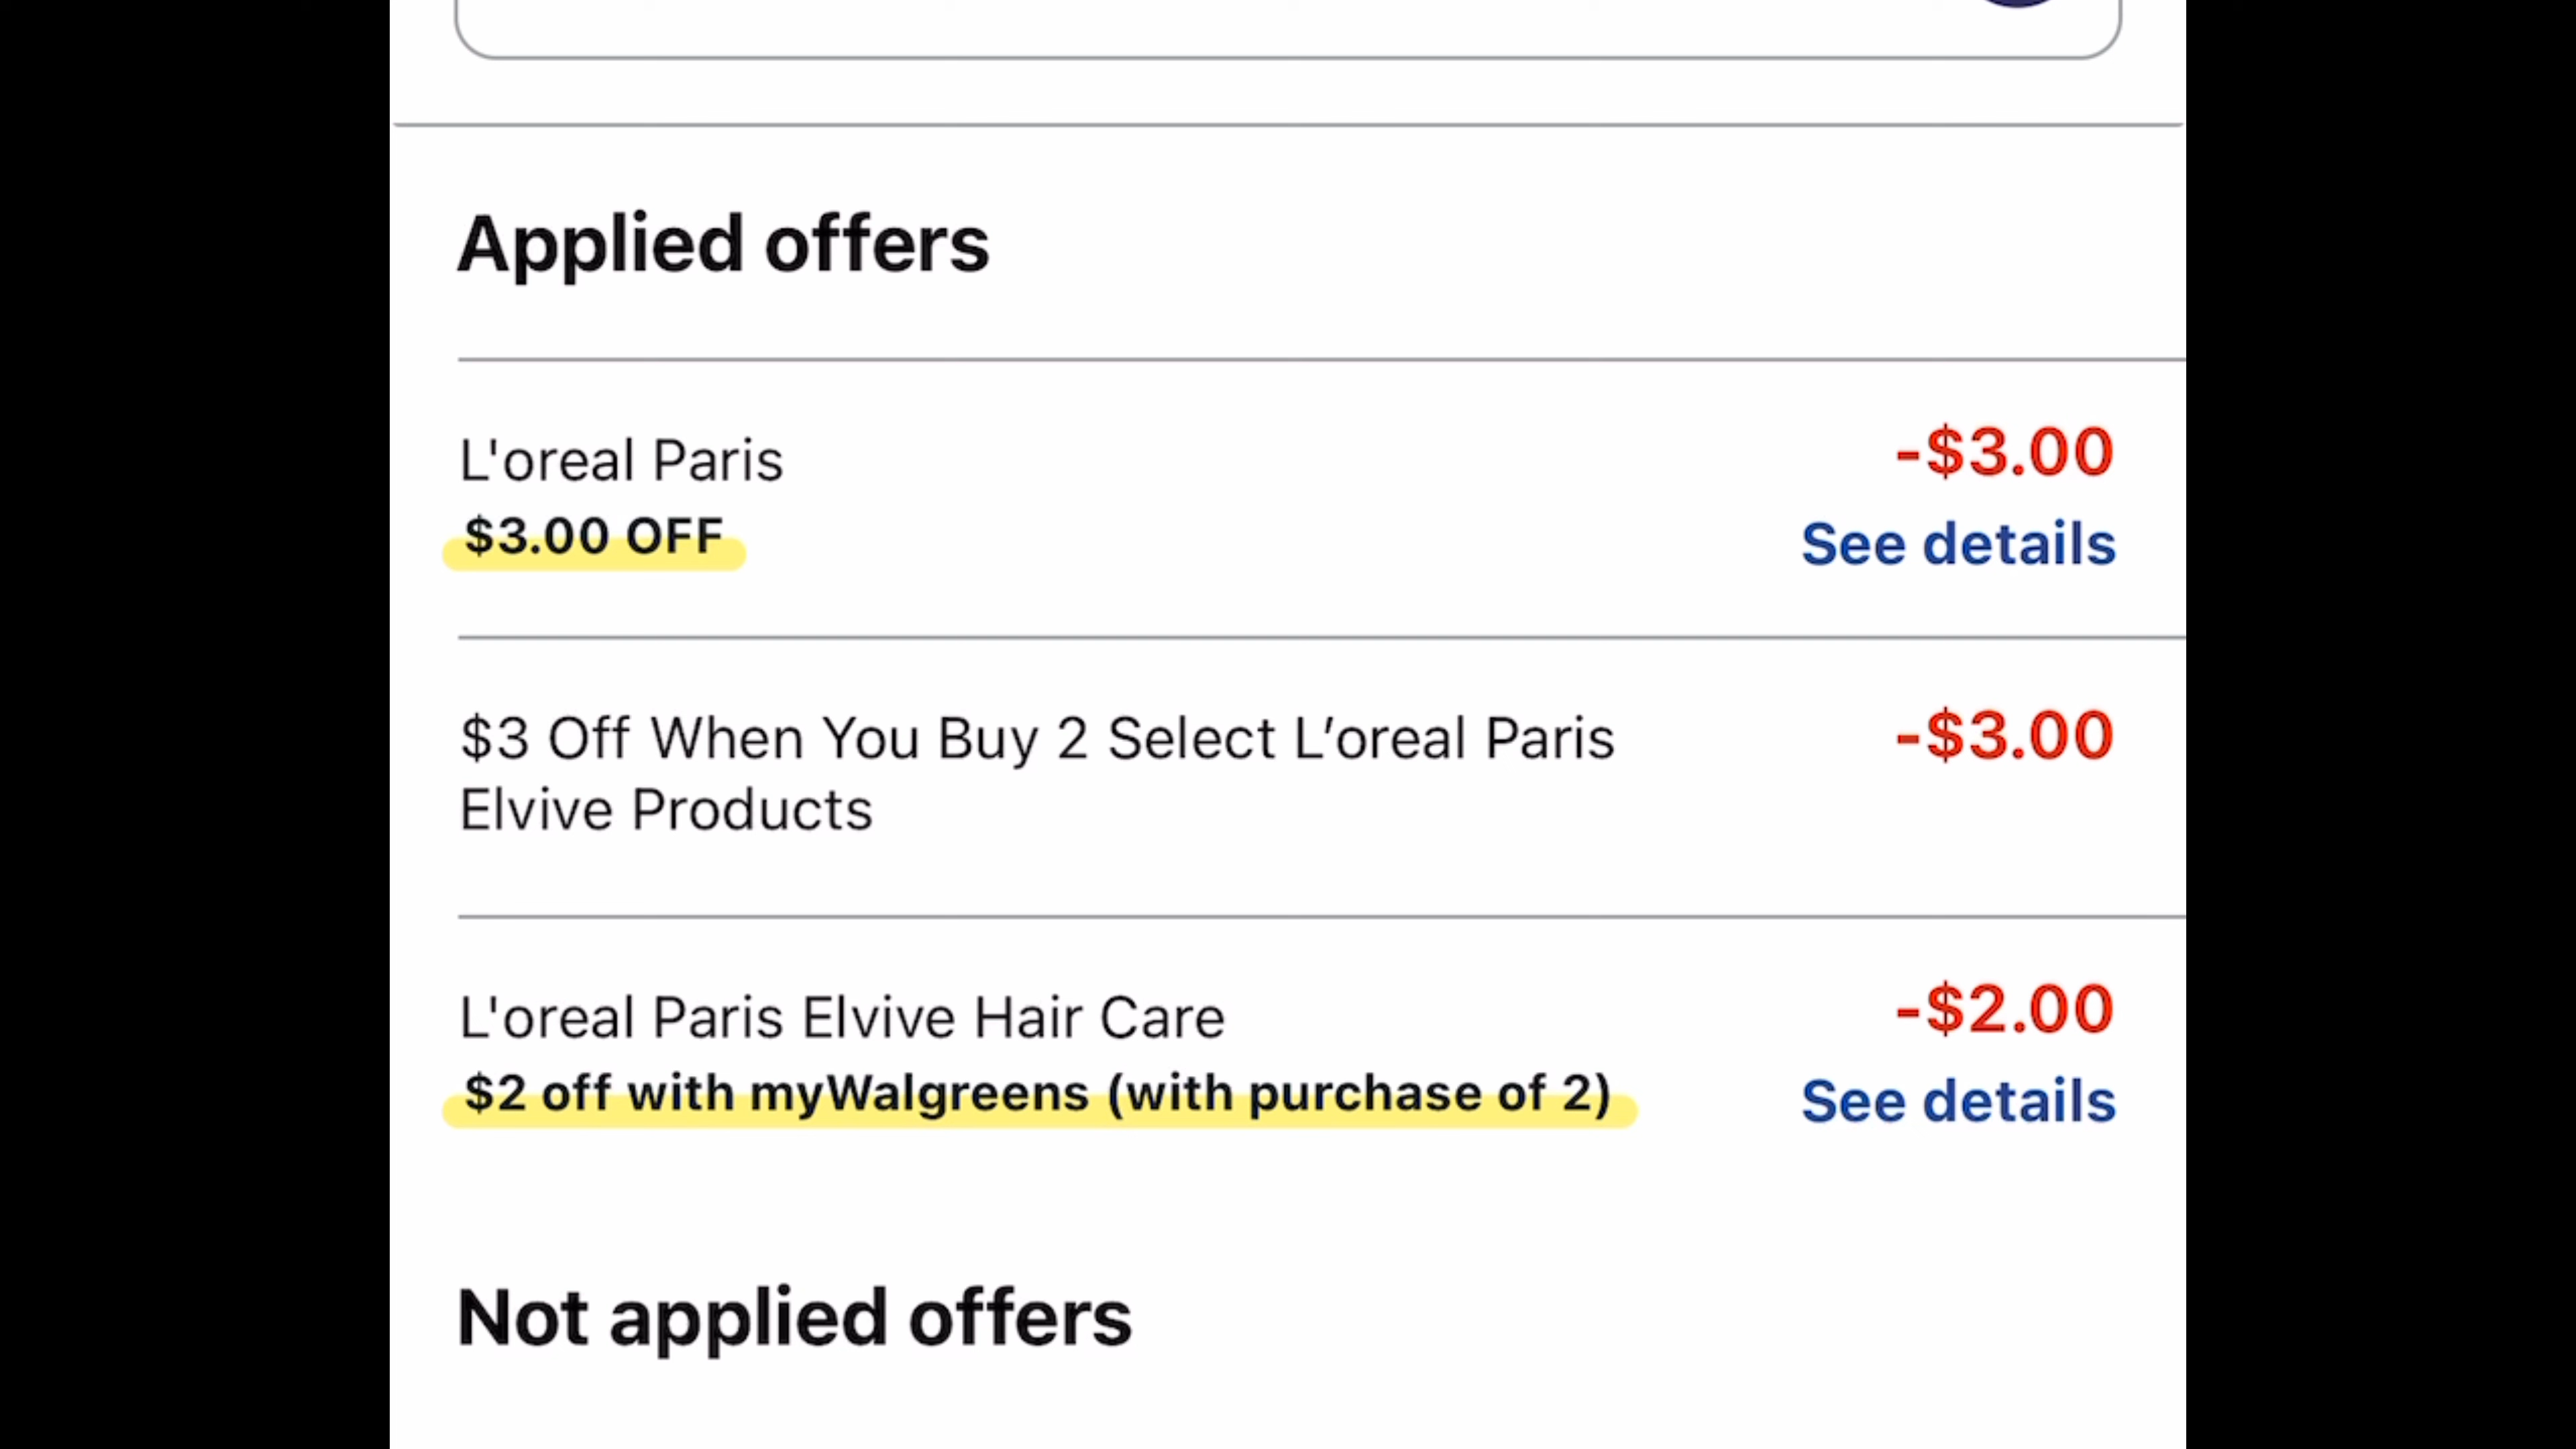 Applied offers
L'oreal Paris
-$3.00
$3.00 OFF
See details
$3 Off When You Buy 2 Select L’oreal Paris
-$3.00
Elvive Products
L'oreal Paris Elvive Hair Care
-$2.00
$2 off with myWalgreens (with purchase of 2)
See details
Not applied offers